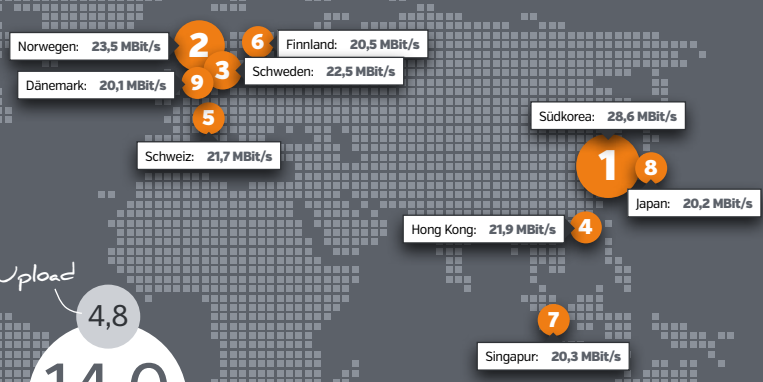 Norwegen: 23,5 MBit/s
2
6
Finnland: 20,5 MBit/s
Dänemark: 20,1 MBit/s
9
3
Schweden: 22,5 MBit/s
5
Schweiz: 21,7 MBit/s
Südkorea: 28,6 MBit/s
1
8
Japan: 20,2 MBit/s
Hong Kong: 21,9 MBit/s
4
Upload
4,8
7
Singapur: 20,3 MBit/s
14,0